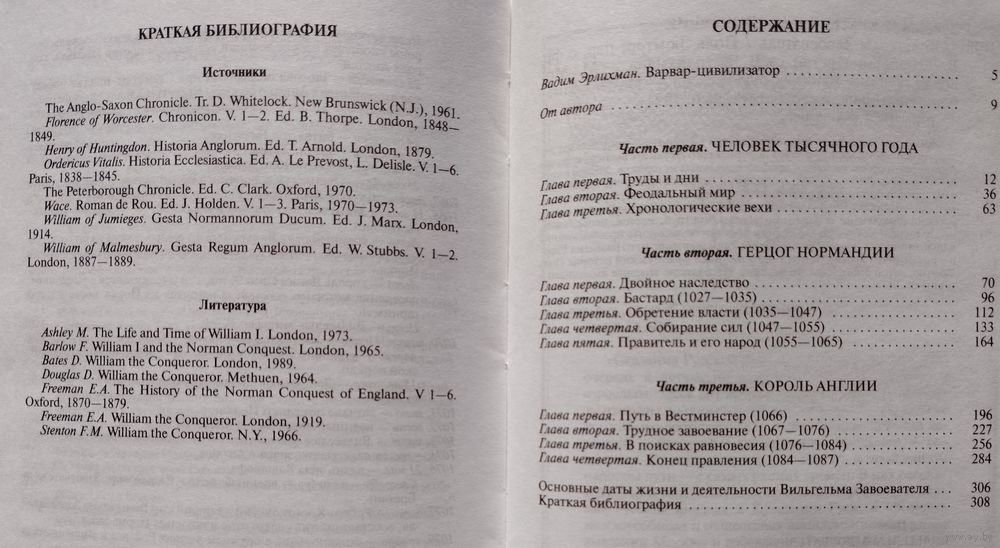 КРАТКАЯ БИБЛИОГРАФИЯ
Источники
The Anglo-Saxon Chronicle. Tr. D. Whitelock. New Brunswick (N.J.), 1961.
Florence of Worcester. Chronicon. V. 1—2. Ed. B. Thorpe. London, 1848—
1849.
Henry of Huntingdon. Historia Anglorum. Ed. T. Arnold. London, 1879.
Ordericus Vitalis. Historia Ecclesiastica. Ed. A. Le Prevost, L. Delisle. V. 1—6.
Paris, 1838—1845.
The Peterborough Chronicle. Ed. C. Clark. Oxford, 1970.
Wace. Roman de Rou. Ed. J. Holden. V. 1—3. Paris, 1970—1973.
William of Jumieges. Gesta Normannorum Ducum. Ed. J. Marx. London,
1914.
William of Malmesbury. Gesta Regum Anglorum. Ed. W. Stubbs. V. 1—2.
London, 1887—1889.
Литература
Ashley M. The Life and Time of William I. London, 1973.
Barlow F. William I and the Norman Conquest. London, 1965.
Bates D. William the Conqueror. London, 1989.
Douglas D. William the Conqueror. Methuen, 1964.
Freeman E.A. The History of the Norman Conquest of England. V 1—6.
Oxford, 1870—1879.
Freeman E.A. William the Conqueror. London, 1919.
Stenton F.M. William the Conqueror. N.Y., 1966.
СОДЕРЖАНИЕ
Вадим Эрлихман. Варвар-цивилизатор 5
От автора 9
Часть первая. ЧЕЛОВЕК ТЫСЯЧНОГО ГОДА
Глава первая. Труды и дни 12
Глава вторая. Феодальный мир 36
Глава третья. Хронологические вехи 63
Часть вторая. ГЕРЦОГ НОРМАНДИИ
Глава первая. Двойное наследство 70
Глава вторая. Бастард (1027—1035) 96
Глава третья. Обретение власти (1035—1047) 112
Глава четвертая. Собирание сил (1047—1055) 133
Глава пятая. Правитель и его народ (1055—1065) 164
Часть третья. КОРОЛЬ АНГЛИИ
Глава первая. Путь в Вестминстер (1066) 196
Глава вторая. Трудное завоевание (1067—1076) 227
Глава третья. В поисках равновесия (1076—1084) 256
Глава четвертая. Конец правления (1084—1087) 284
Основные даты жизни и деятельности Вильгельма Завоевателя 306
Краткая библиография 308
www.ay.by